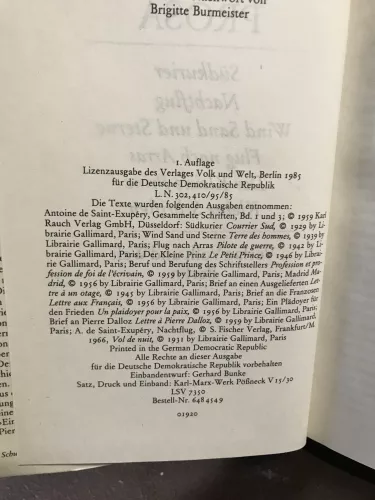 Nachwort von
Brigitte Burmeister
PROSA
Südkurier
Nachtflug
Wind Sand und Sterne
Flug nach Arras
1. Auflage
Lizenzausgabe des Verlages Volk und Welt, Berlin 1985
für die Deutsche Demokratische Republik
L. N. 302, 410/95/85
Die Texte wurden folgenden Ausgaben entnommen:
Antoine de Saint-Exupéry, Gesammelte Schriften, Bd. 1 und 3; © 1959 Karl
Rauch Verlag GmbH, Düsseldorf: Südkurier Courrier Sud, © 1929 by Li-
brairie Gallimard, Paris; Wind Sand und Sterne Terre des hommes, © 1939 by
Librairie Gallimard, Paris; Flug nach Arras Pilote de guerre, © 1942 by Li-
brairie Gallimard, Paris; Der Kleine Prinz Le Petit Prince, © 1946 by Librai-
rie Gallimard, Paris; Beruf und Berufung des Schriftstellers Profession et pro-
fession de foi de l'écrivain, © 1959 by Librairie Gallimard, Paris; Madrid Ma-
drid, © 1956 by Librairie Gallimard, Paris; Brief an einen Ausgelieferten Let-
tre à un otage, © 1945 by Librairie Gallimard, Paris; Brief an die Franzosen
Lettre aux Français, © 1956 by Librairie Gallimard, Paris; Ein Plädoyer für
den Frieden Un plaidoyer pour la paix, © 1956 by Librairie Gallimard, Paris;
Brief an Pierre Dalloz Lettre à Pierre Dalloz, © 1959 by Librairie Gallimard,
Paris; A. de Saint-Exupéry, Nachtflug, © S. Fischer Verlag, Frankfurt/M.
1966, Vol de nuit, © 1931 by Librairie Gallimard, Paris
Printed in the German Democratic Republic
Alle Rechte an dieser Ausgabe
für die Deutsche Demokratische Republik vorbehalten
Einbandentwurf: Gerhard Bunke
Satz, Druck und Einband: Karl-Marx-Werk Pößneck V 15/30
LSV 7350
Bestell-Nr. 648 454 9
01920